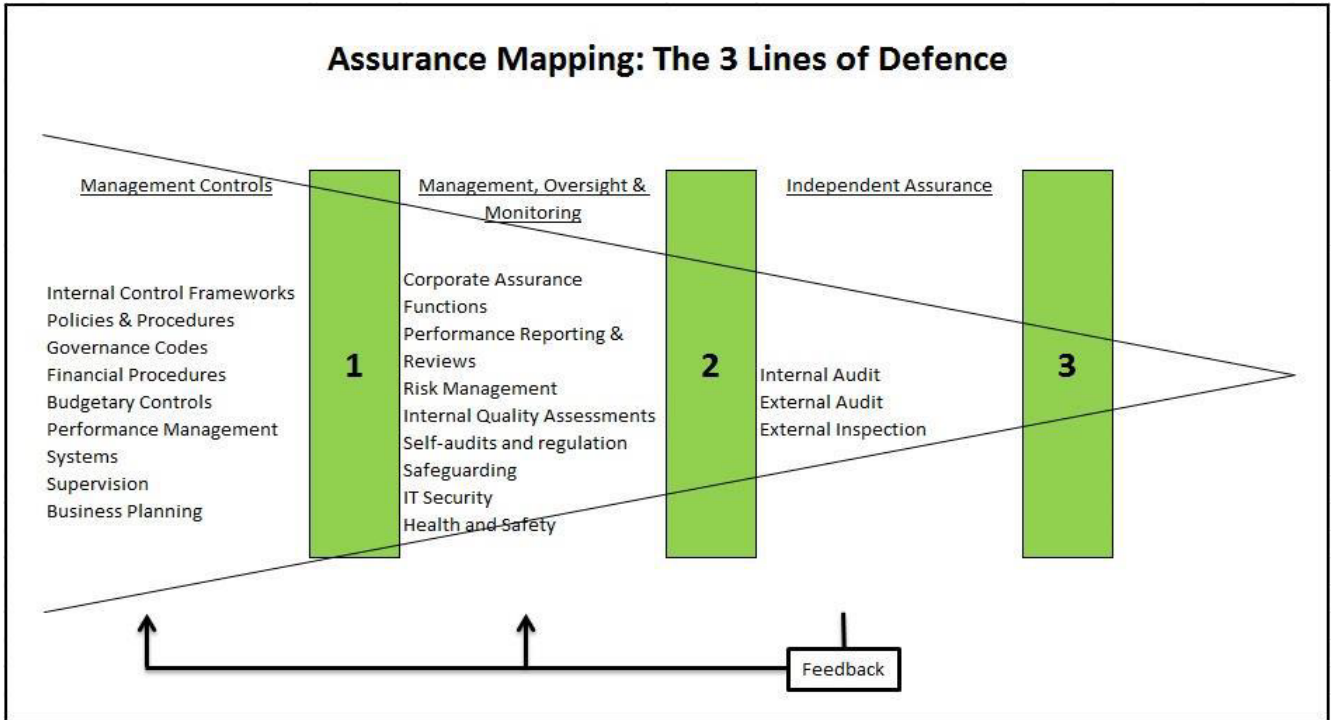 Assurance Mapping: The 3 Lines of Defence
Management Controls
Internal Control Frameworks
Policies & Procedures
Governance Codes
Financial Procedures
Budgetary Controls
Performance Management
Systems
Supervision
Business Planning
1
Management, Oversight &
Monitoring
Corporate Assurance
Functions
Performance Reporting &
Reviews
Risk Management
Internal Quality Assessments
Self-audits and regulation
Safeguarding
IT Security
Health and Safety
2
Independent Assurance
Internal Audit
External Audit
External Inspection
3
Feedback